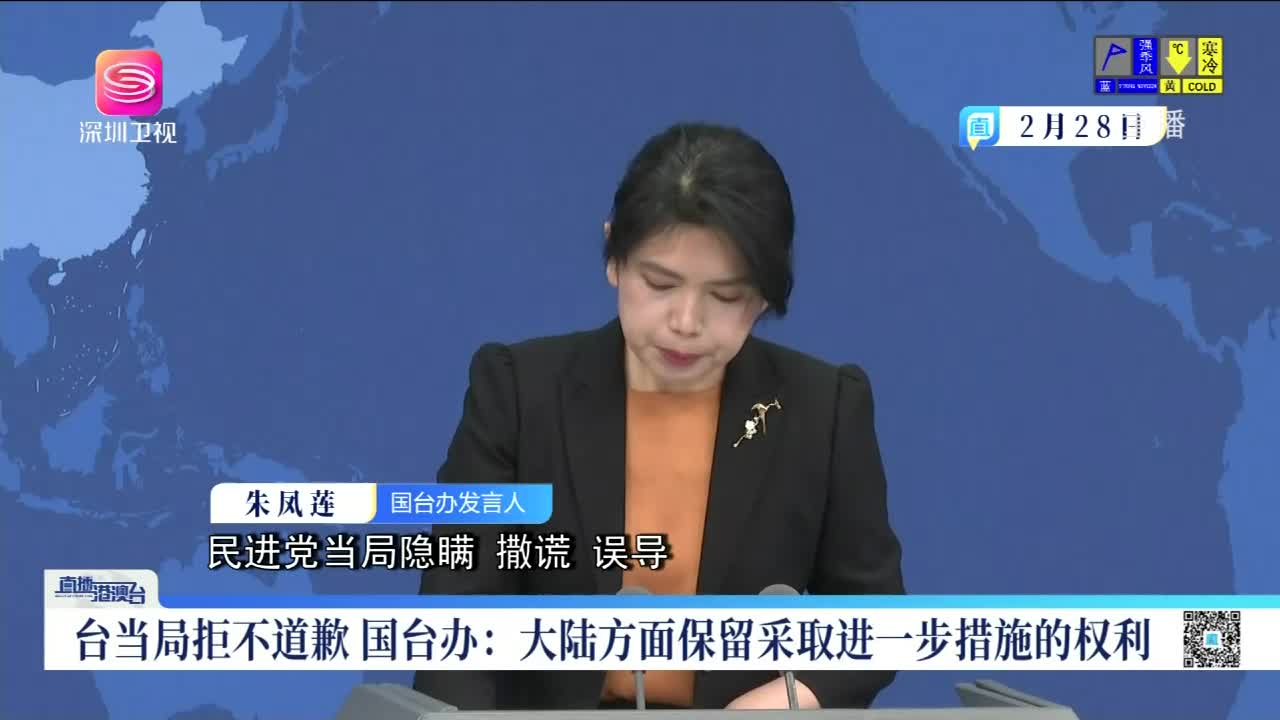 深圳卫视
强季风
℃
寒冷
蓝
黄
COLD
直
2月28日
播
朱凤莲
国台办发言人
民进党当局隐瞒 撒谎 误导
直播港澳台
台当局拒不道歉 国台办：大陆方面保留采取进一步措施的权利